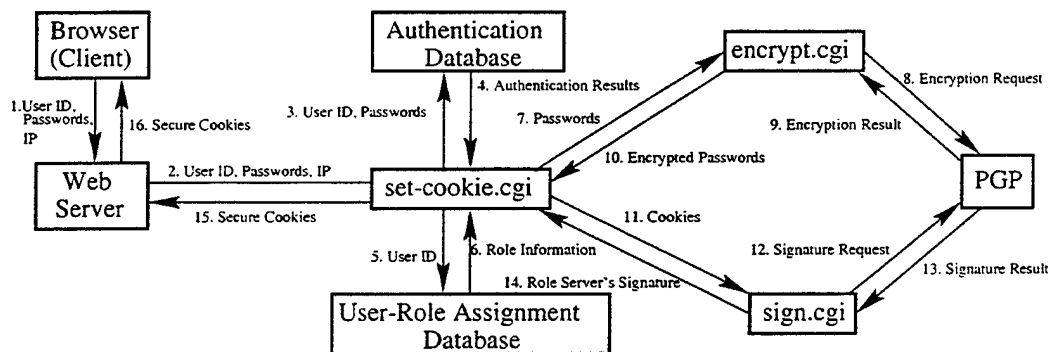 Browser
(Client)
Authentication
Database
encrypt.cgi
1.User ID,
Passwords,
IP
16. Secure Cookies
3. User ID, Passwords
4. Authentication Results
7. Passwords
8. Encryption Request
9. Encryption Result
10. Encrypted Passwords
Web
Server
2. User ID, Passwords, IP
15. Secure Cookies
set-cookie.cgi
PGP
11. Cookies
12. Signature Request
13. Signature Result
5. User ID
6. Role Information
14. Role Server's Signature
sign.cgi
User-Role Assignment
Database